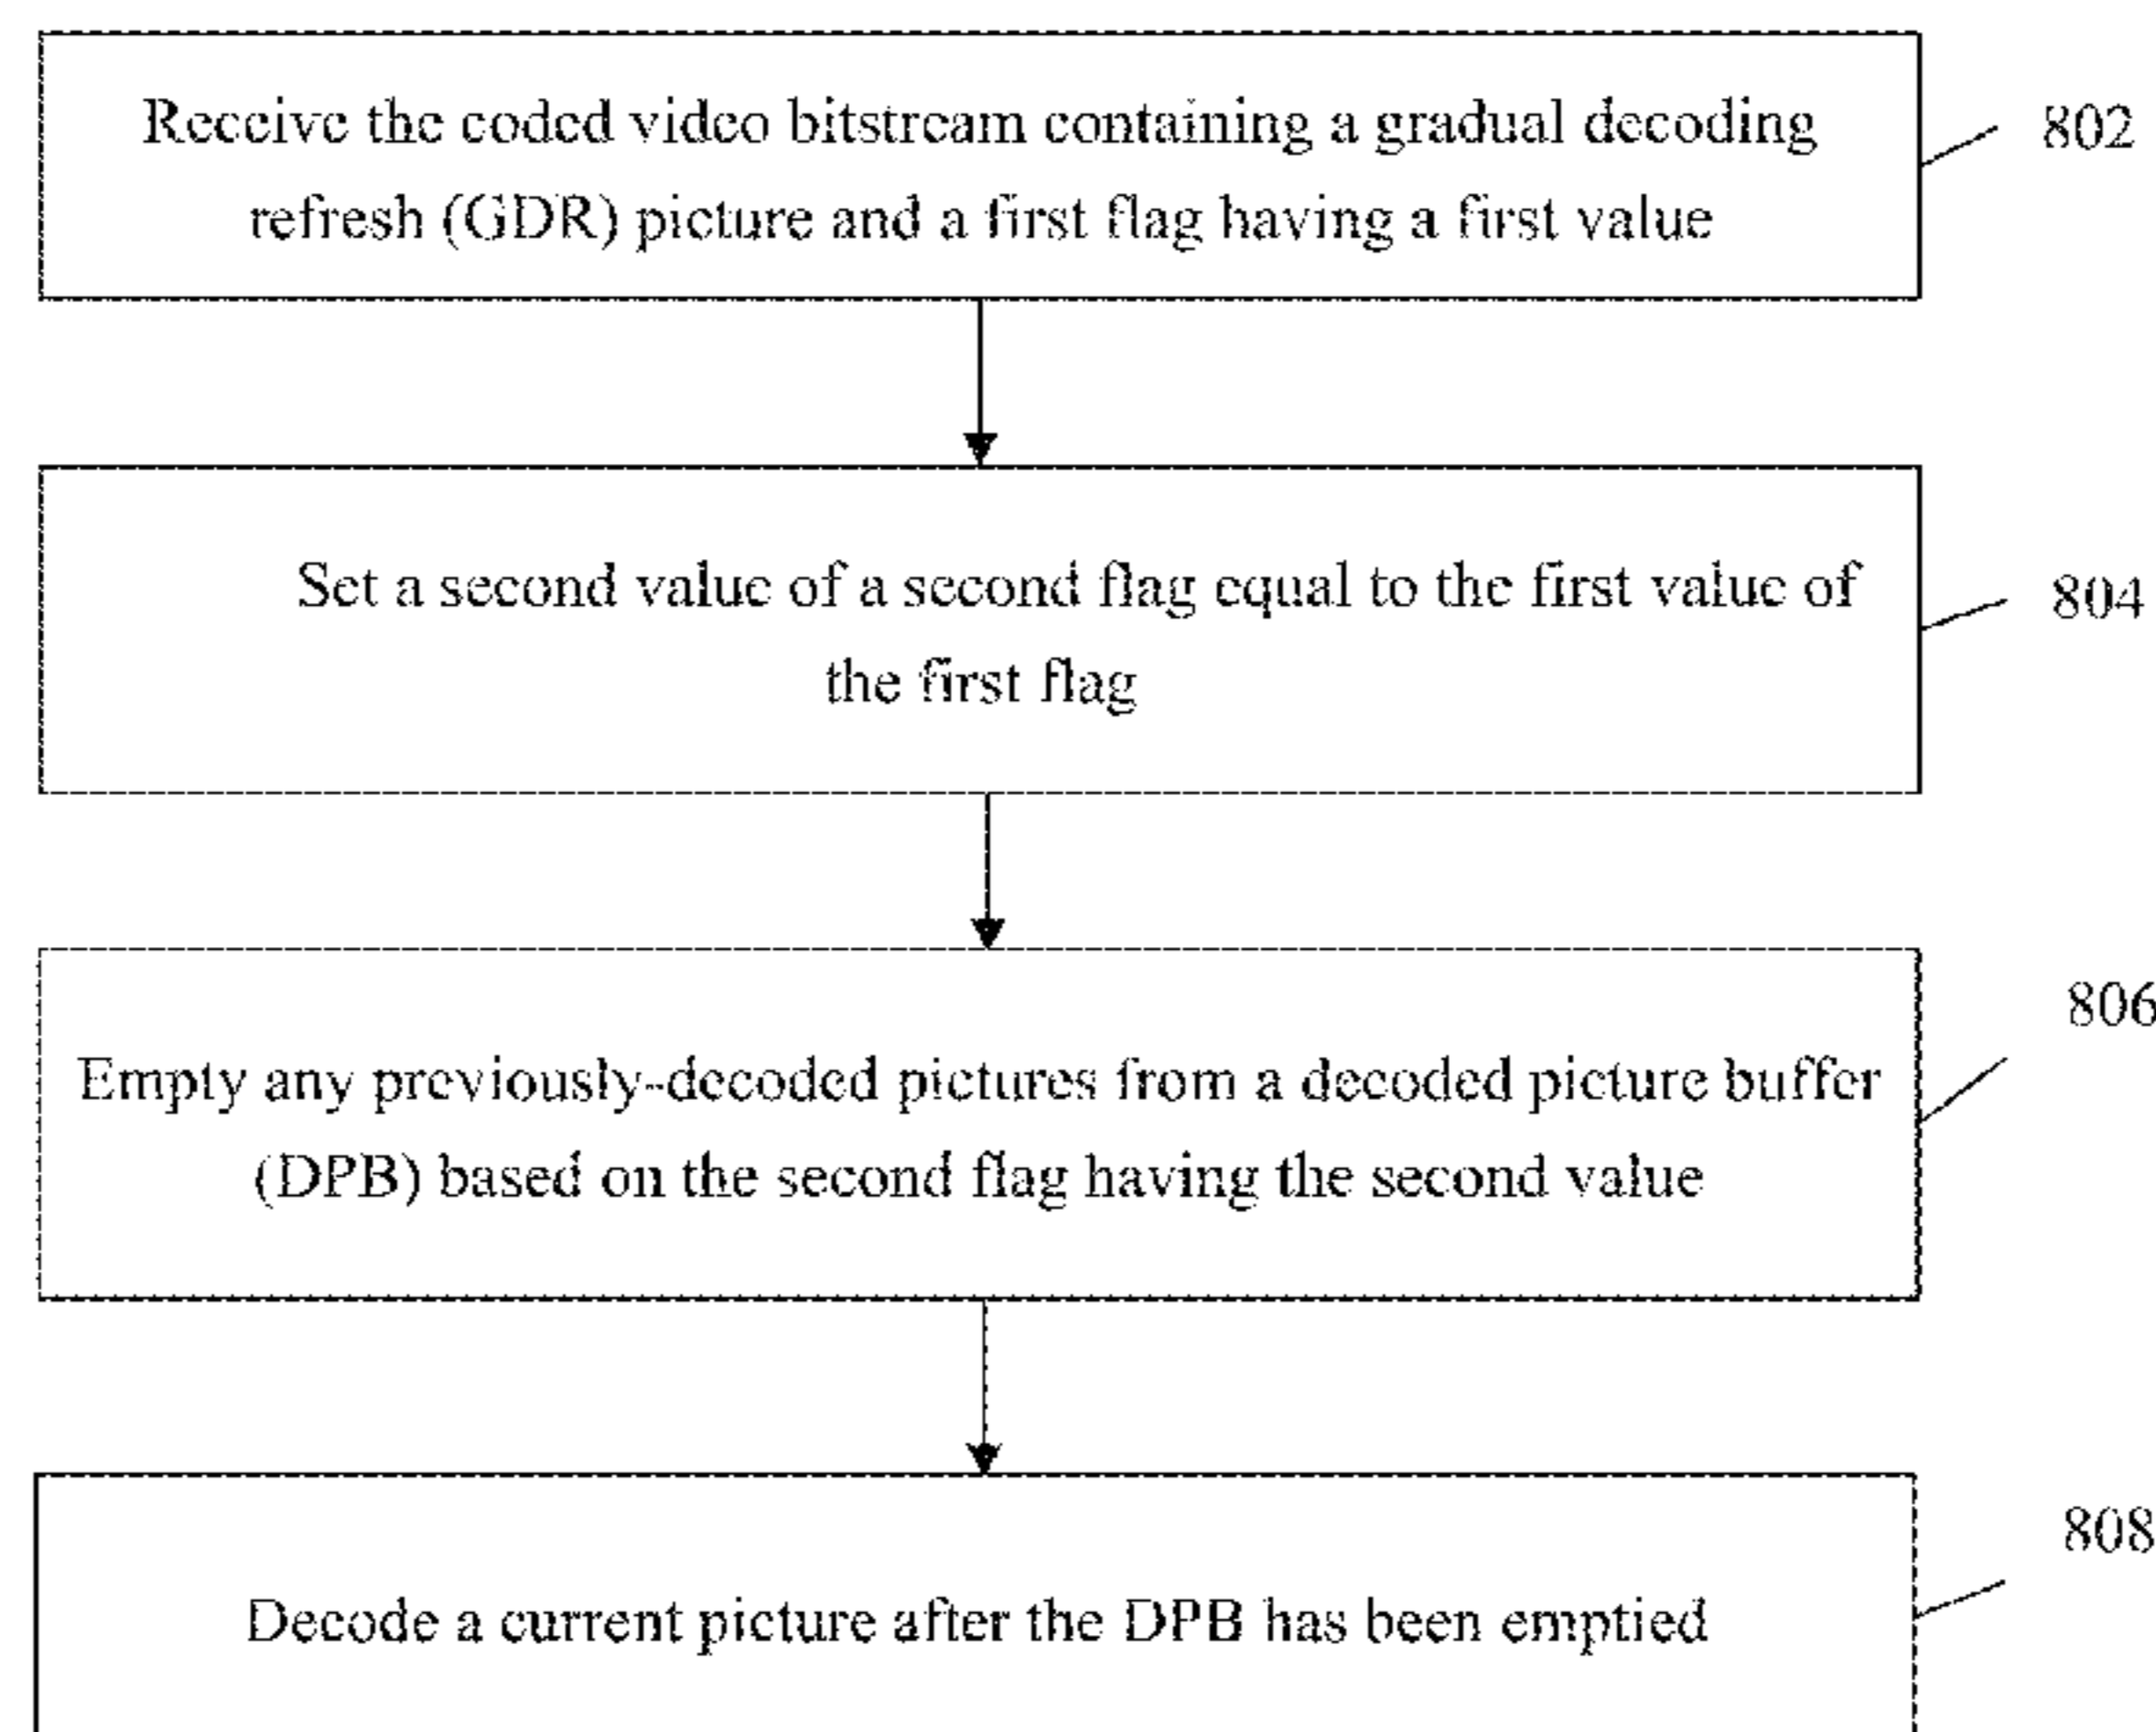 Receive the coded video bitstream containing a gradual decoding
802
refresh (GDR) picture and a first flag having a first value
Set a second value of a second flag equal to the first value of
804
the first flag
806
Empty any previously-decoded pictures from a decoded picture buffer
(DPB) based on the second flag having the second value
808
Decode a current picture after the DPB has been emptied